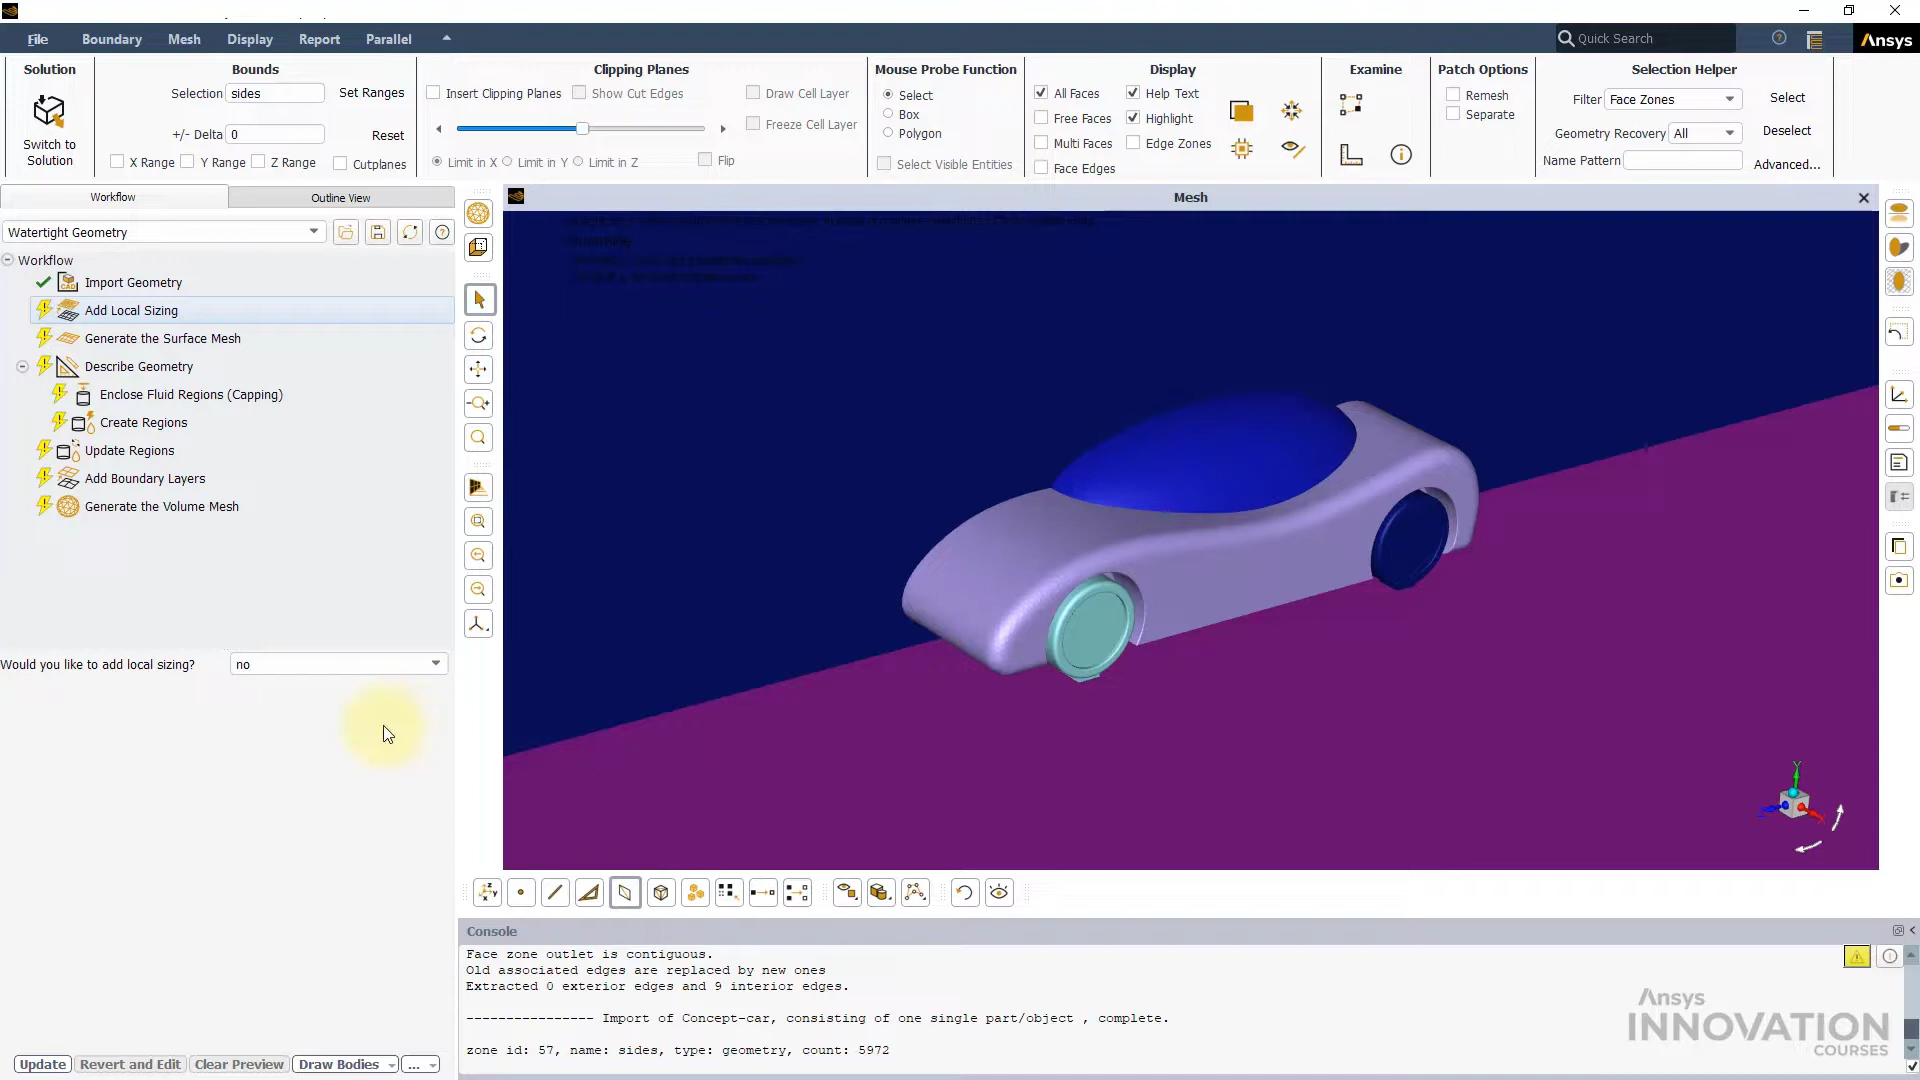 File
Boundary
Mesh
Display
Report
Parallel
Quick Search
Ansys
Solution
Switch to
Solution
Bounds
Selection sides Set Ranges
+/- Delta 0 Reset
X Range Y Range Z Range Cutplanes
Clipping Planes
Insert Clipping Planes Show Cut Edges Draw Cell Layer
Freeze Cell Layer
Limit in X Limit in Y Limit in Z Flip
Mouse Probe Function
Select
Box
Polygon
Select Visible Entities
Display
All Faces Help Text
Free Faces Highlight
Multi Faces Edge Zones
Face Edges
Examine
Patch Options
Remesh
Separate
Selection Helper
Filter Face Zones Select
Geometry Recovery All Deselect
Name Pattern Advanced...
Workflow
Outline View
Mesh
Watertight Geometry
Workflow
Import Geometry
Add Local Sizing
Generate the Surface Mesh
Describe Geometry
Enclose Fluid Regions (Capping)
Create Regions
Update Regions
Add Boundary Layers
Generate the Volume Mesh
Would you like to add local sizing? no
Y
X
Z
Console
Face zone outlet is contiguous.
Old associated edges are replaced by new ones
Extracted 0 exterior edges and 9 interior edges.
---------------- Import of Concept-car, consisting of one single part/object , complete.
zone id: 57, name: sides, type: geometry, count: 5972
Ansys
INNOVATION
COURSES
Update Revert and Edit Clear Preview Draw Bodies ...